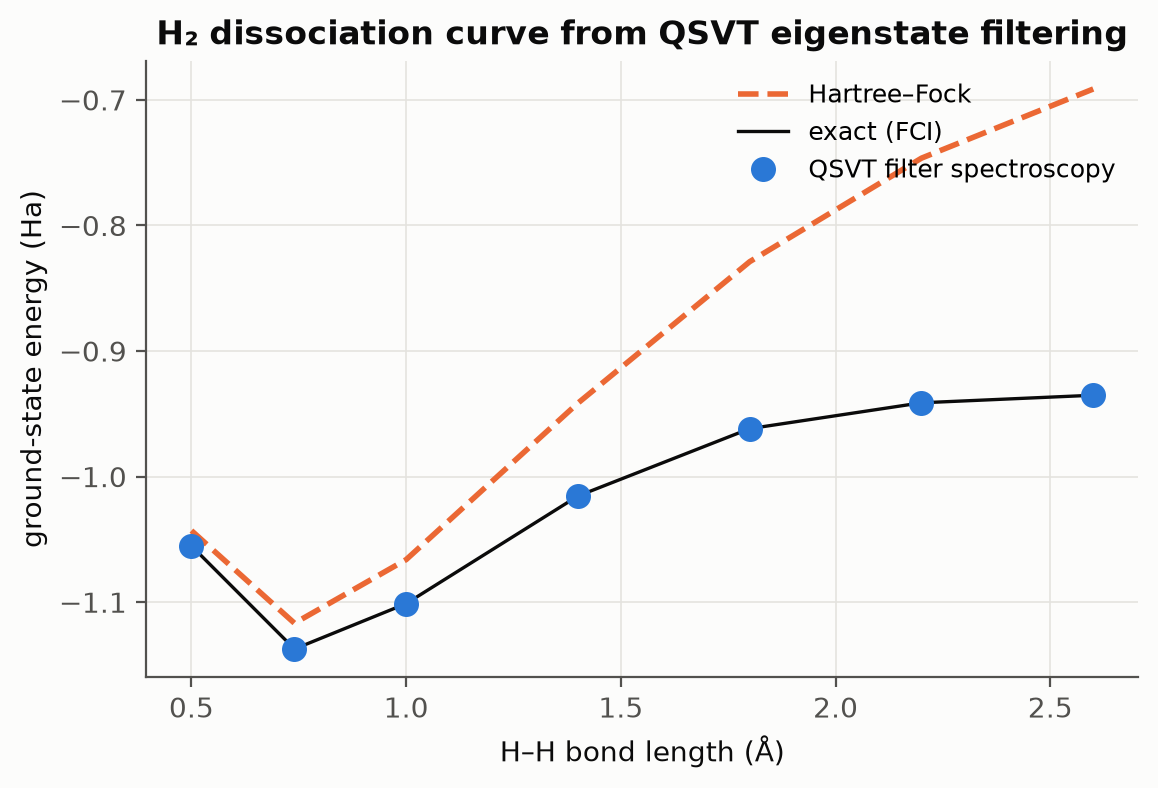 H₂ dissociation curve from QSVT eigenstate filtering
Hartree–Fock
exact (FCI)
QSVT filter spectroscopy
ground-state energy (Ha)
−0.7
−0.8
−0.9
−1.0
−1.1
0.5 1.0 1.5 2.0 2.5
H–H bond length (Å)